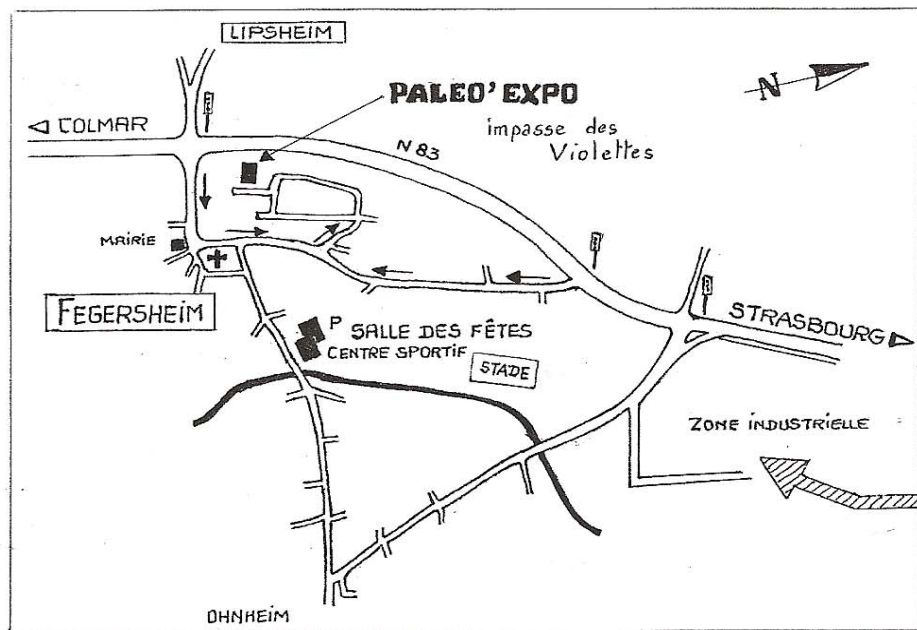 LIPSHEIM
PALEO' EXPO
N
COLMAR
impasse des
Violettes
N 83
MAIRIE
FEGERSHEIM
P SALLE DES FÊTES
CENTRE SPORTIF
STADE
STRASBOURG
ZONE INDUSTRIELLE
OHNHEIM